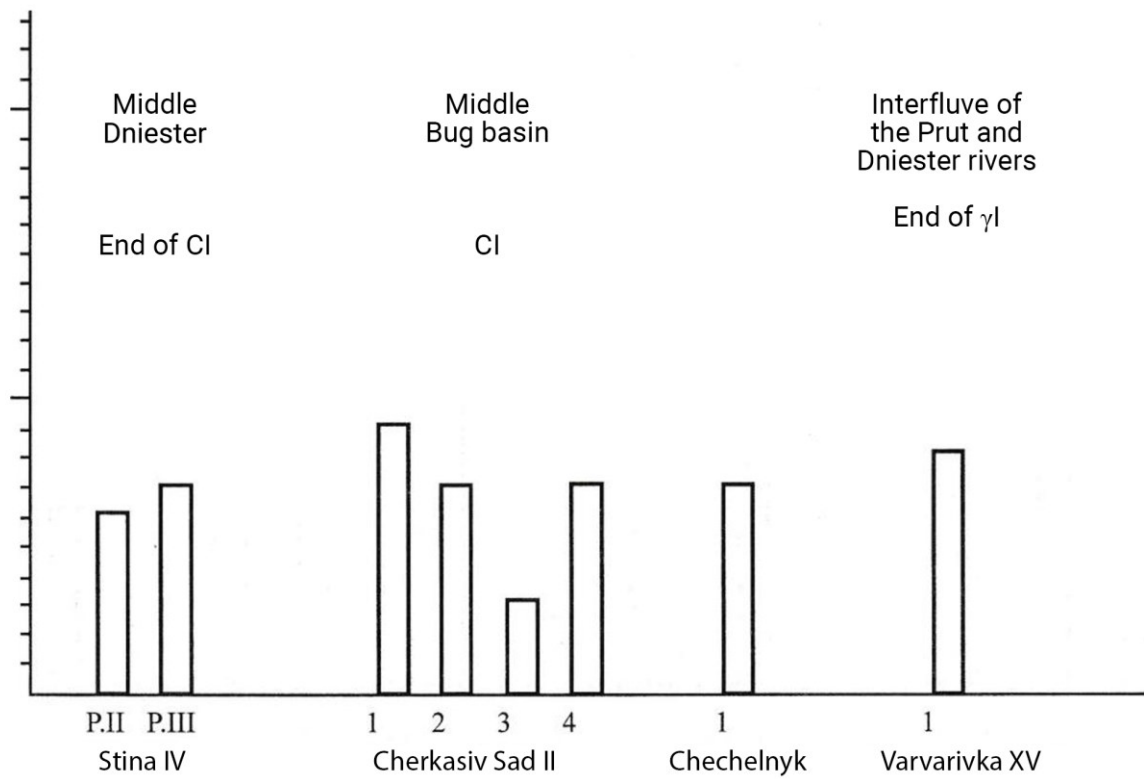 Middle
Dniester
Middle
Bug basin
Interfluve of
the Prut and
Dniester rivers
End of γI
End of CI
CI
P.II P.III 1 2 3 4 1 1
Stina IV Cherkasiv Sad II Chechelnyk Varvarivka XV